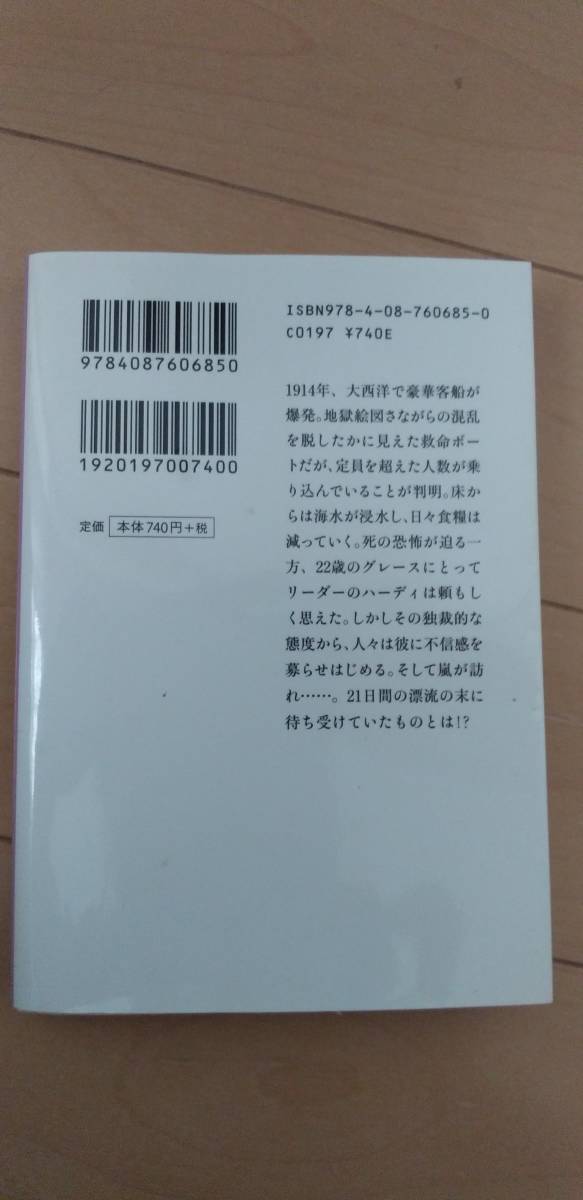 9784087606850
1920197007400
定価 本体740円+税
ISBN978-4-08-760685-0
C0197 ¥740E
1914年、大西洋で豪華客船が
爆発。地獄絵図さながらの混乱
を脱したかに見えた救命ボー
トだが、定員を超えた人数が乗
り込んでいることが判明。床か
らは海水が浸水し、日々食糧は
減っていく。死の恐怖が迫る一
方、22歳のグレースにとって
リーダーのハーディは頼もし
く思えた。しかしその独裁的な
態度から、人々は彼に不信感を
募らせはじめる。そして嵐が訪
れ……。21日間の漂流の末に
待ち受けていたものとは!?